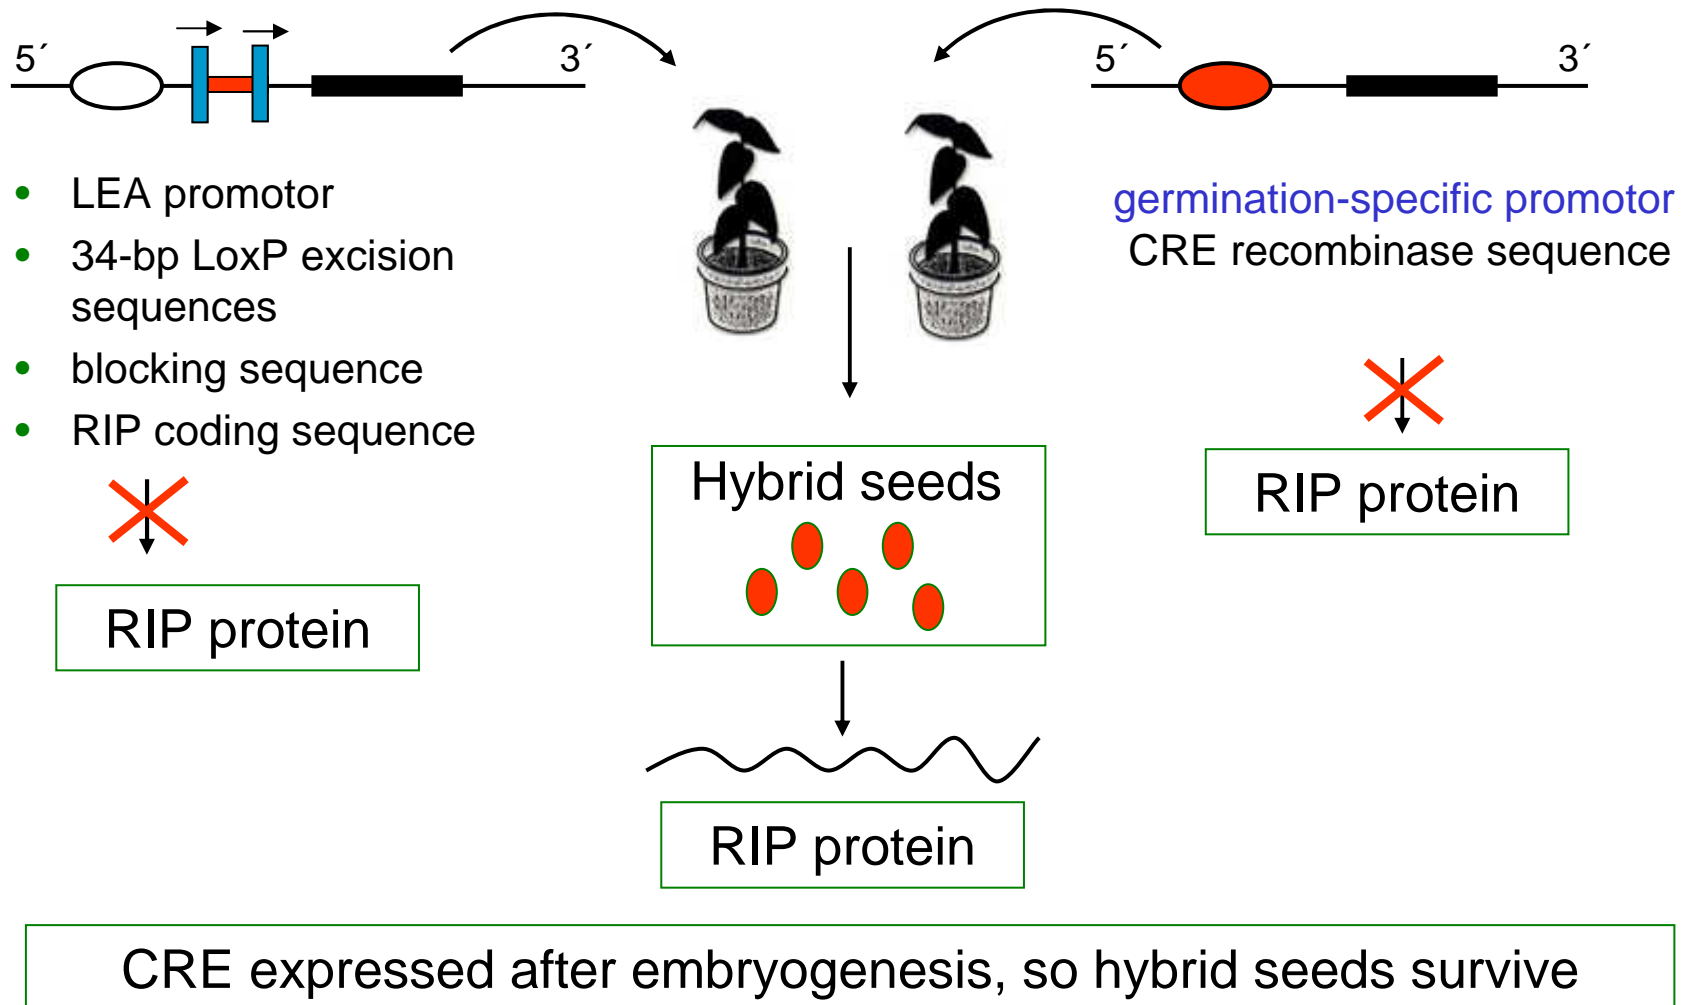 5´ 3´
5´ 3´
• LEA promotor
• 34-bp LoxP excision
sequences
• blocking sequence
• RIP coding sequence
RIP protein
germination-specific promotor
CRE recombinase sequence
RIP protein
Hybrid seeds
RIP protein
CRE expressed after embryogenesis, so hybrid seeds survive